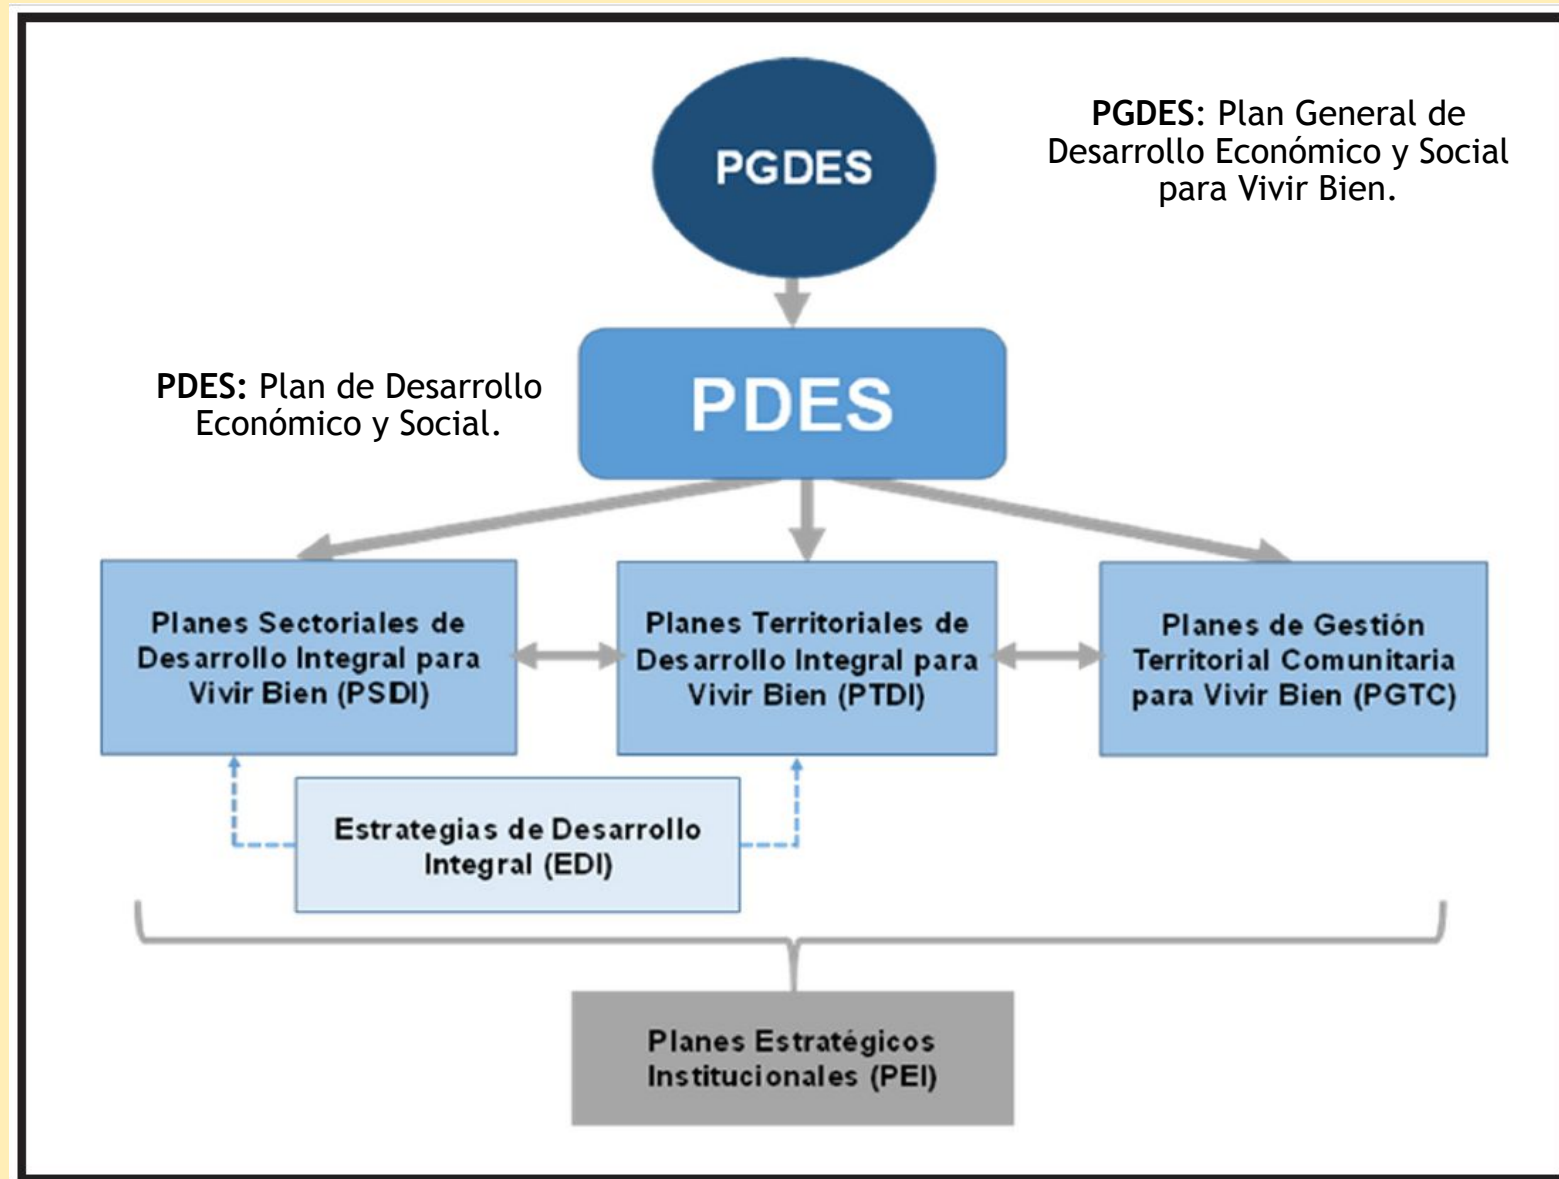 PGDES
PGDES: Plan General de
Desarrollo Económico y Social
para Vivir Bien.
PDES: Plan de Desarrollo
Económico y Social.
PDES
Planes Sectoriales de
Desarrollo Integral para
Vivir Bien (PSDI)
Planes Territoriales de
Desarrollo Integral para
Vivir Bien (PTDI)
Planes de Gestión
Territorial Comunitaria
para Vivir Bien (PGTC)
Estrategias de Desarrollo
Integral (EDI)
Planes Estratégicos
Institucionales (PEI)